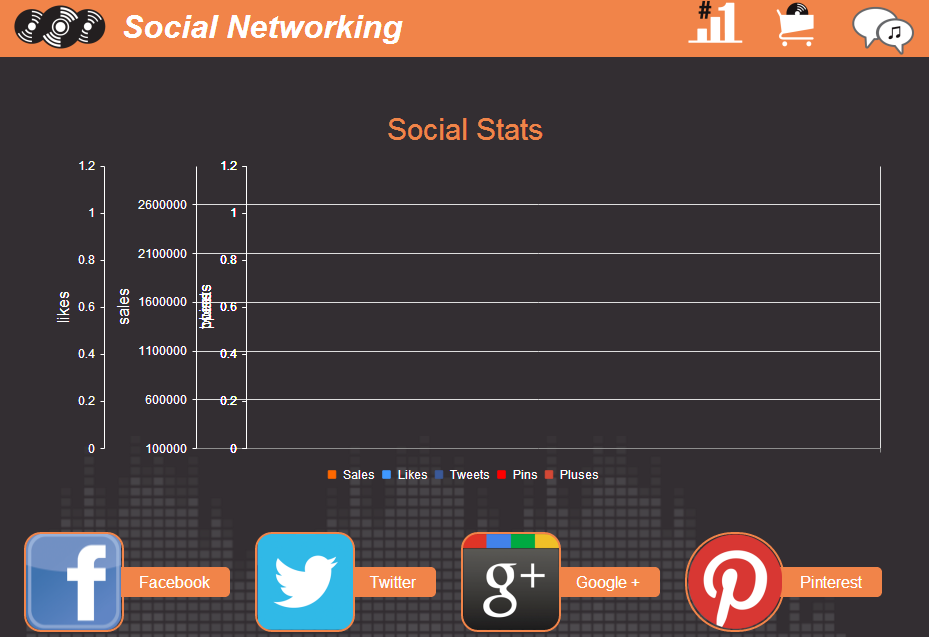 Social Networking
#1
Social Stats
1.2
1
0.8
0.6
0.4
0.2
0
likes
2600000
2100000
1600000
1100000
600000
100000
sales
1.2
1
0.8
0.6
0.4
0.2
0
Sales Likes Tweets Pins Pluses
f
Facebook
Twitter
g+
Google +
Pinterest